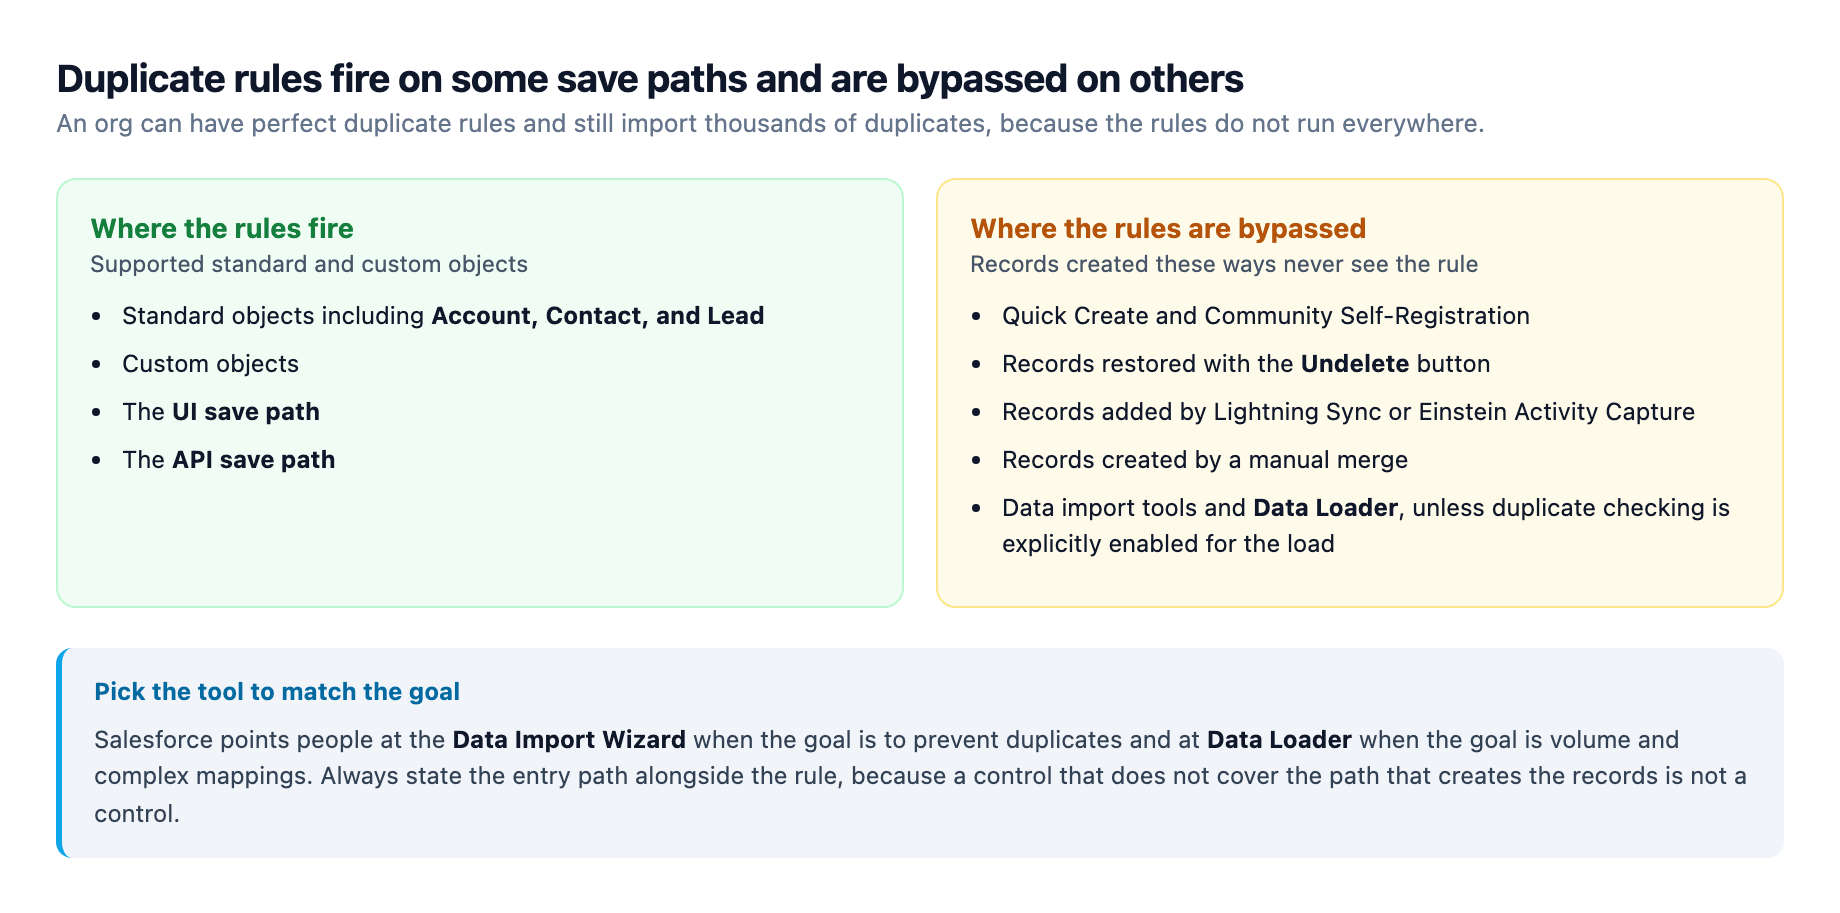 Duplicate rules fire on some save paths and are bypassed on others
An org can have perfect duplicate rules and still import thousands of duplicates, because the rules do not run everywhere.
Where the rules fire
Supported standard and custom objects
• Standard objects including Account, Contact, and Lead
• Custom objects
• The UI save path
• The API save path
Where the rules are bypassed
Records created these ways never see the rule
• Quick Create and Community Self-Registration
• Records restored with the Undelete button
• Records added by Lightning Sync or Einstein Activity Capture
• Records created by a manual merge
• Data import tools and Data Loader, unless duplicate checking is
explicitly enabled for the load
Pick the tool to match the goal
Salesforce points people at the Data Import Wizard when the goal is to prevent duplicates and at Data Loader when the goal is volume and
complex mappings. Always state the entry path alongside the rule, because a control that does not cover the path that creates the records is not a
control.